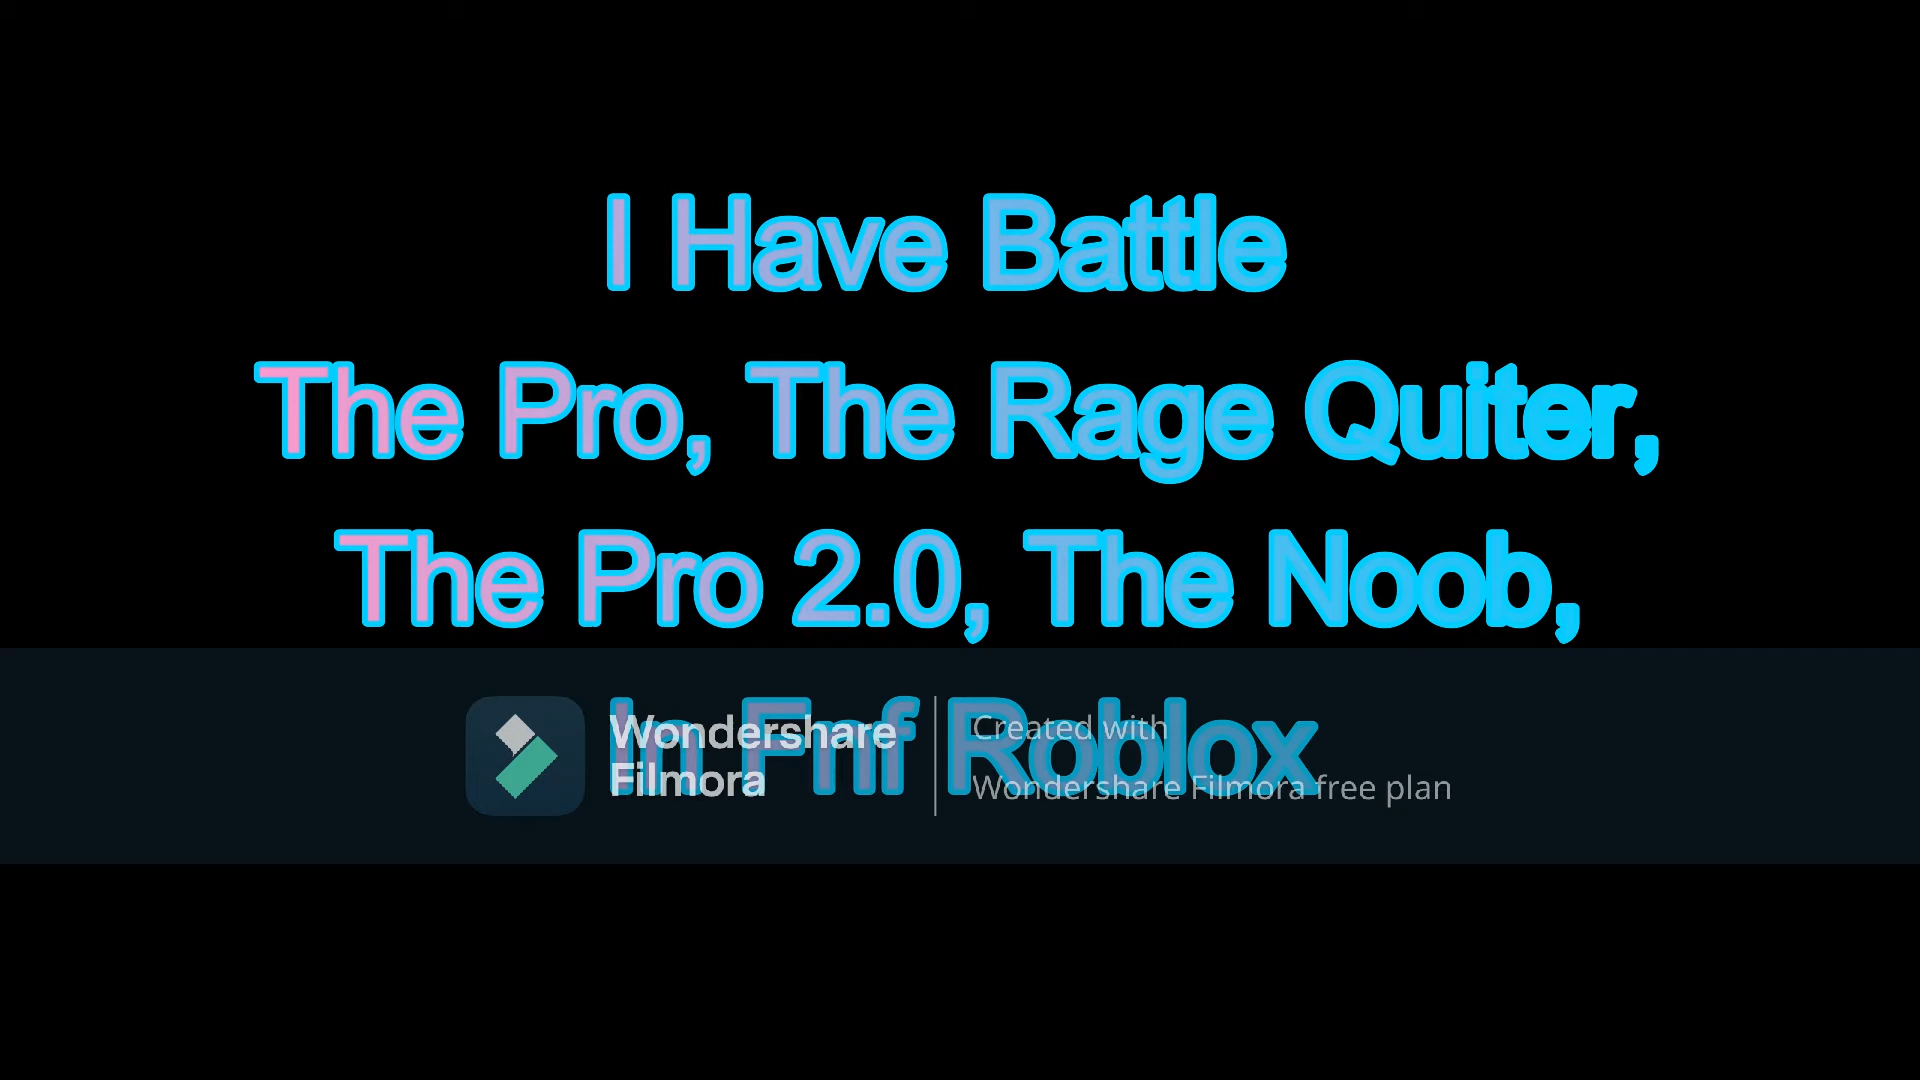 I Have Battle
The Pro, The Rage Quiter,
The Pro 2.0, The Noob,
In Fnf Roblox
Wondershare
Filmora
Created with
Wondershare Filmora free plan